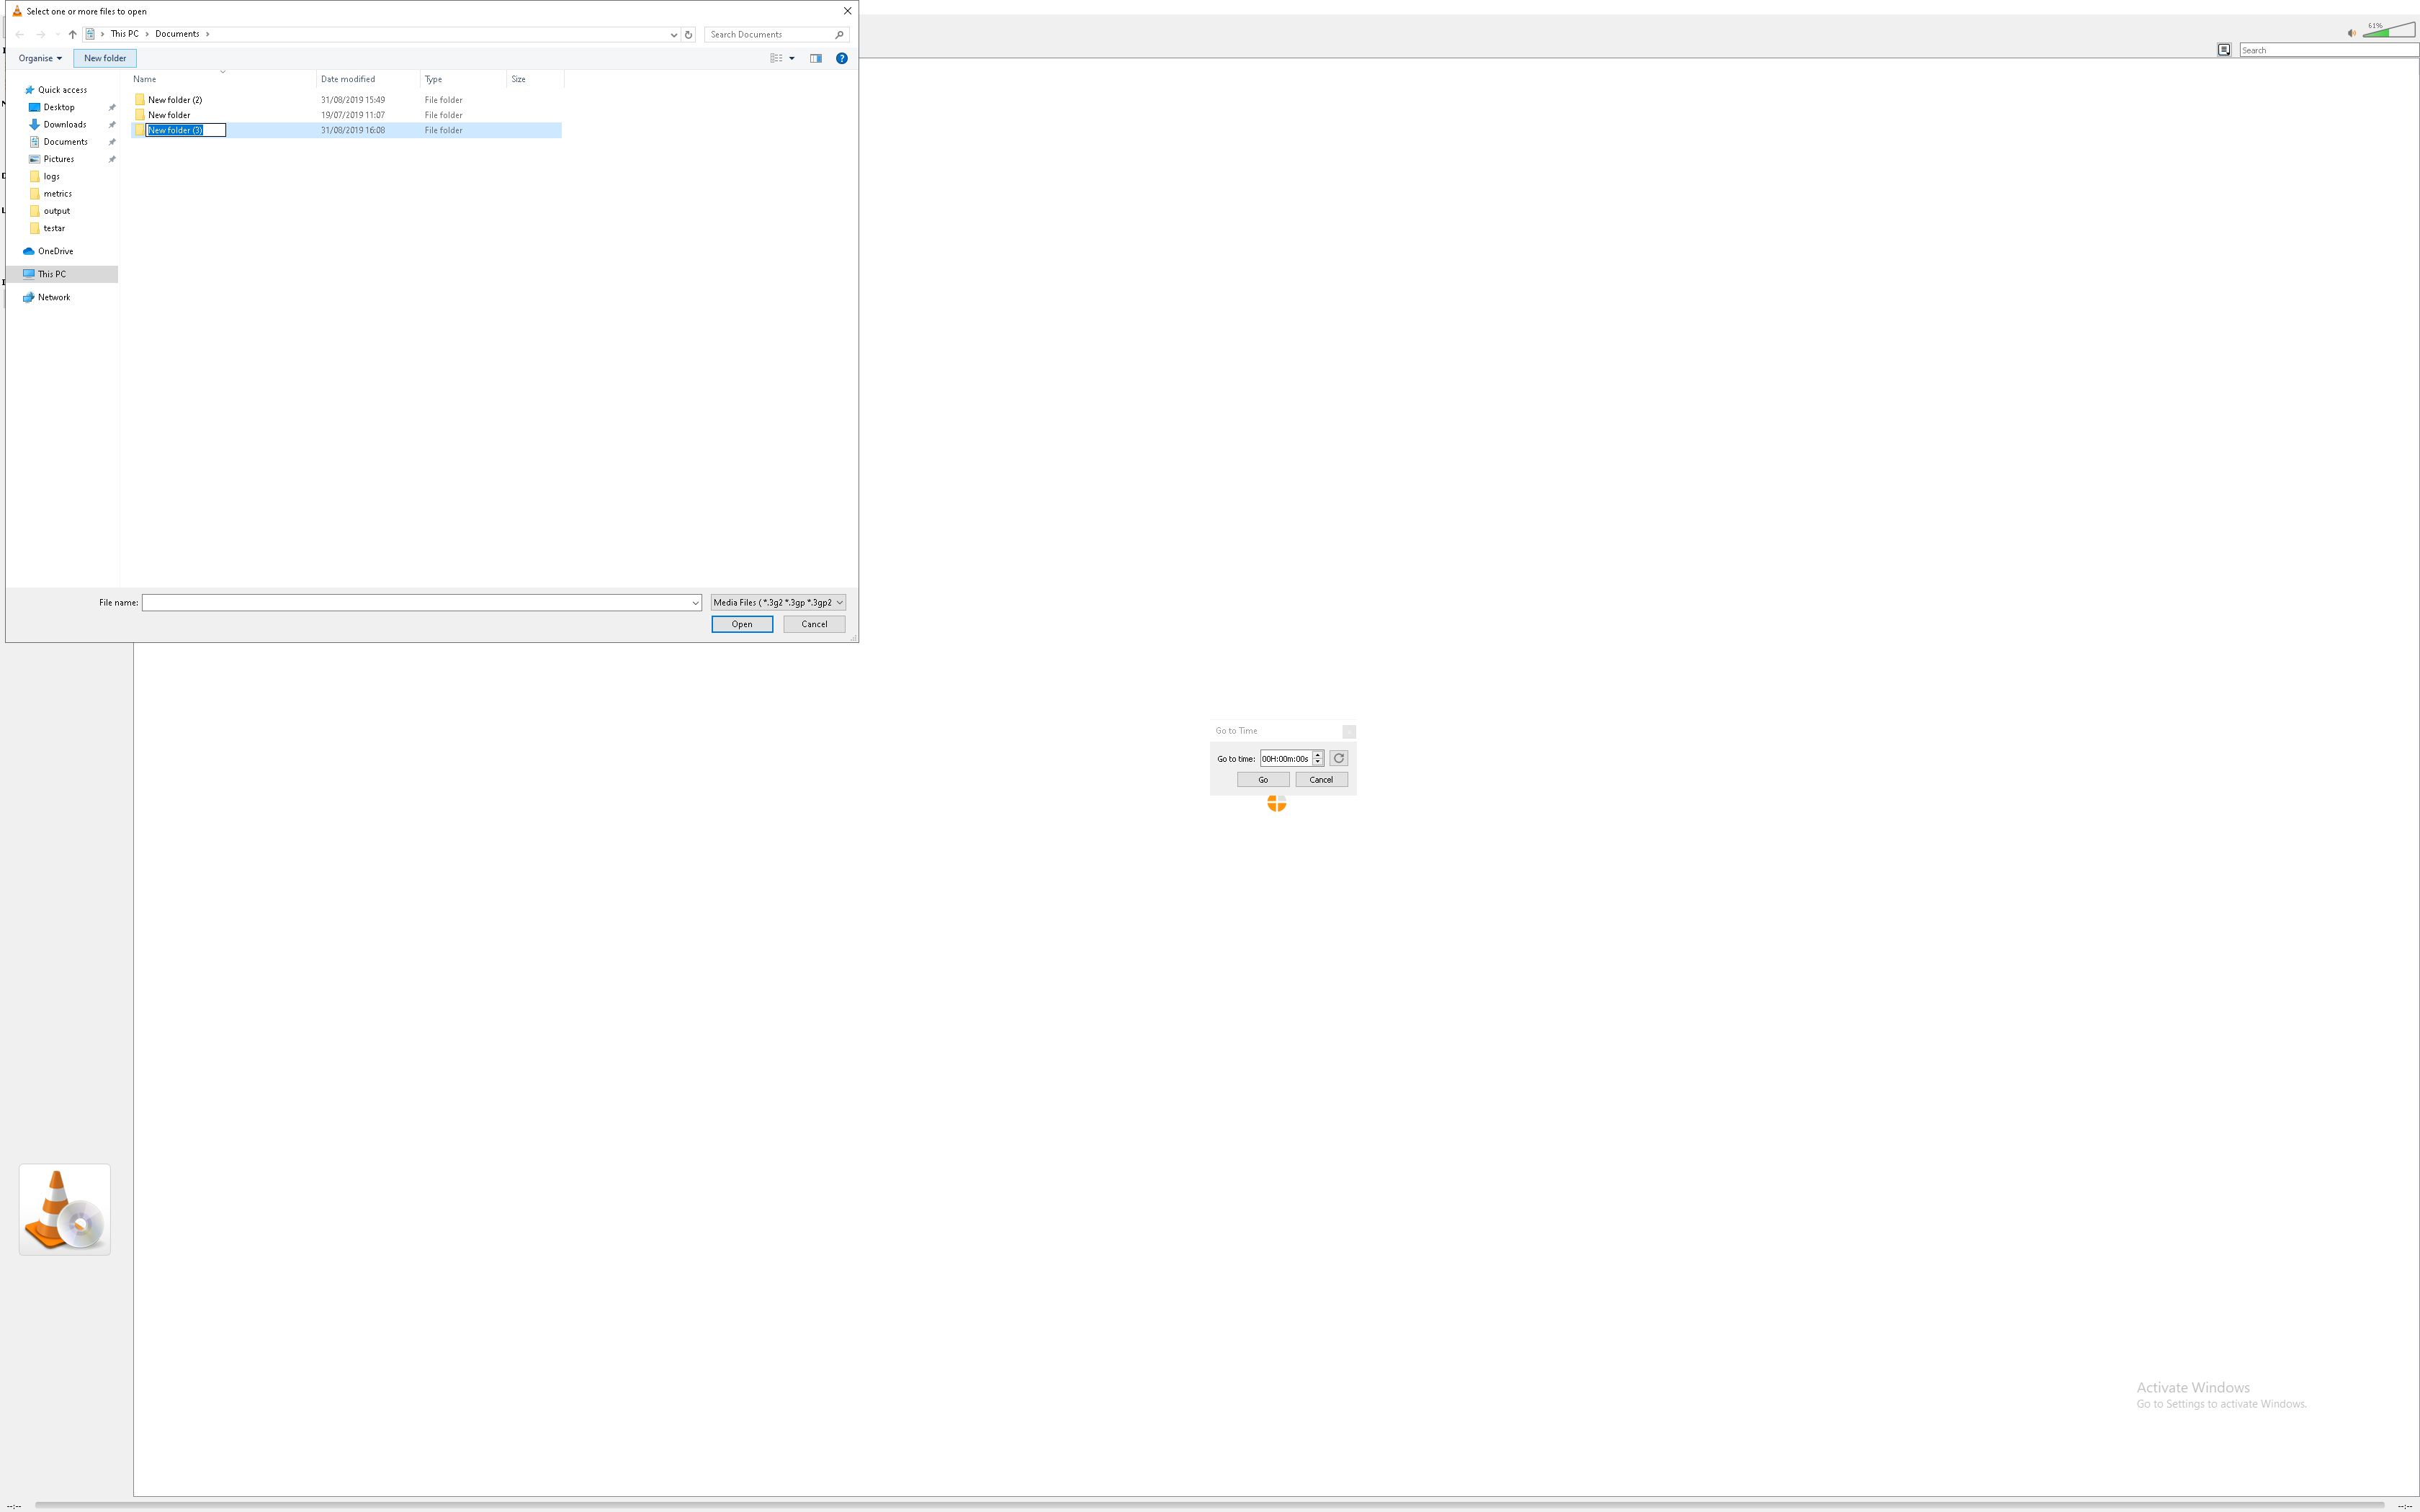 Select one or more files to open
This PC Documents
Search Documents
61%
Search
Organise New folder
Name Date modified Type Size
Quick access
Desktop
Downloads
Documents
Pictures
logs
metrics
output
testar
OneDrive
This PC
Network
New folder (2) 31/08/2019 15:49 File folder
New folder 19/07/2019 11:07 File folder
New folder (3) 31/08/2019 16:08 File folder
File name:
Media Files ( *.3g2 *.3gp *.3gp2
Open Cancel
Go to Time
Go to time: 00H:00m:00s
Go Cancel
Activate Windows
Go to Settings to activate Windows.
--:-- --:--